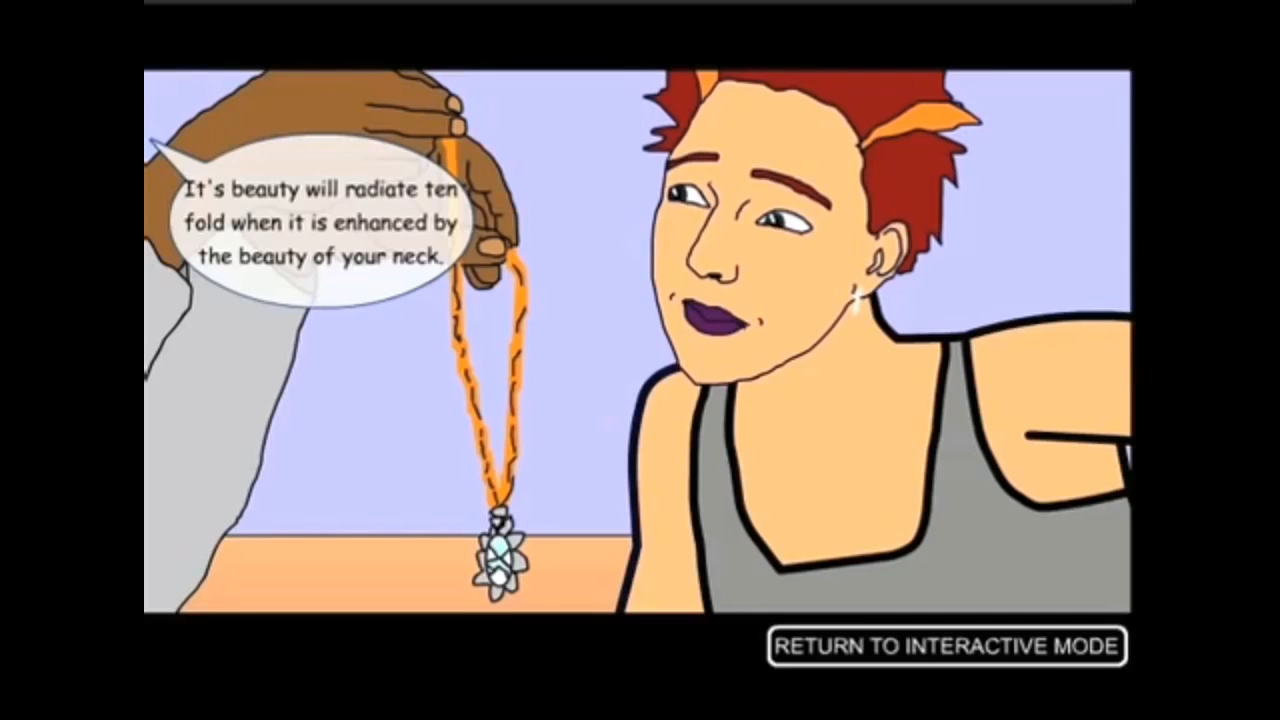 It's beauty will radiate ten
fold when it is enhanced by
the beauty of your neck.
RETURN TO INTERACTIVE MODE